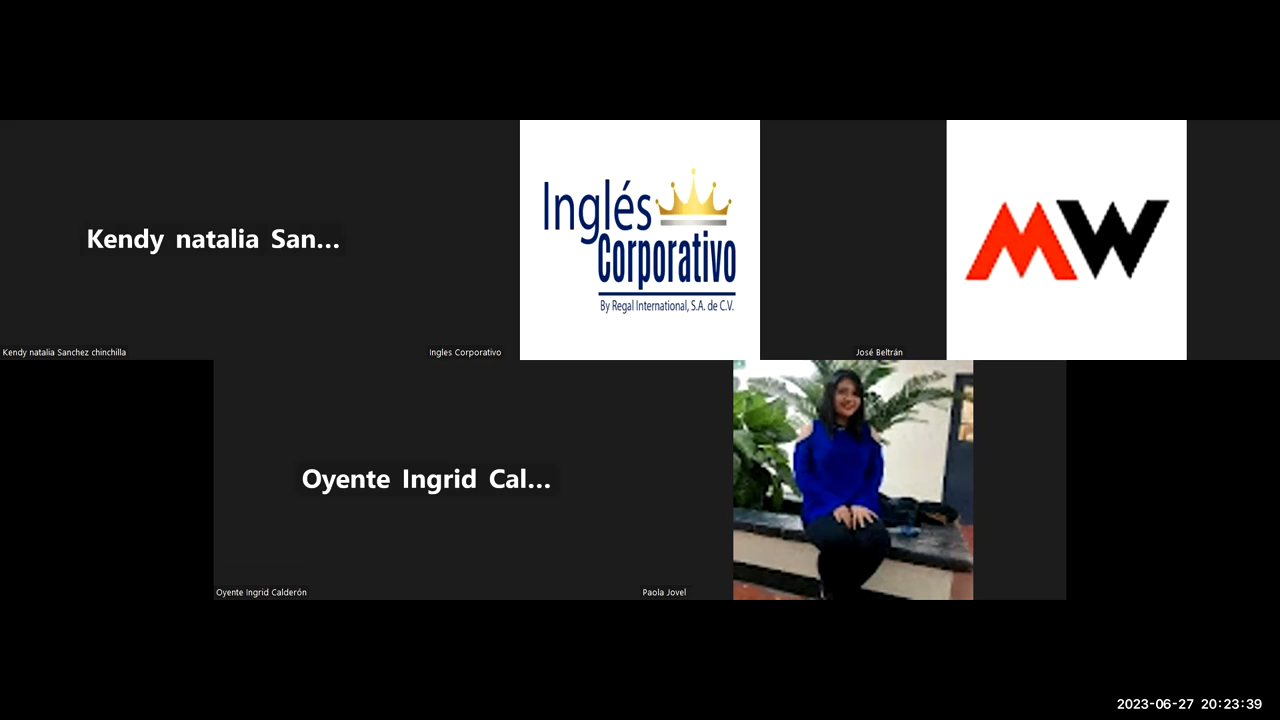 Kendy natalia San...
Inglés
Corporativo
By Regal International, S.A. de C.V.
MW
Kendy natalia Sanchez chinchilla
Ingles Corporativo
José Beltrán
Oyente Ingrid Cal...
Oyente Ingrid Calderón
Paola Jovel
2023-06-27 20:23:39